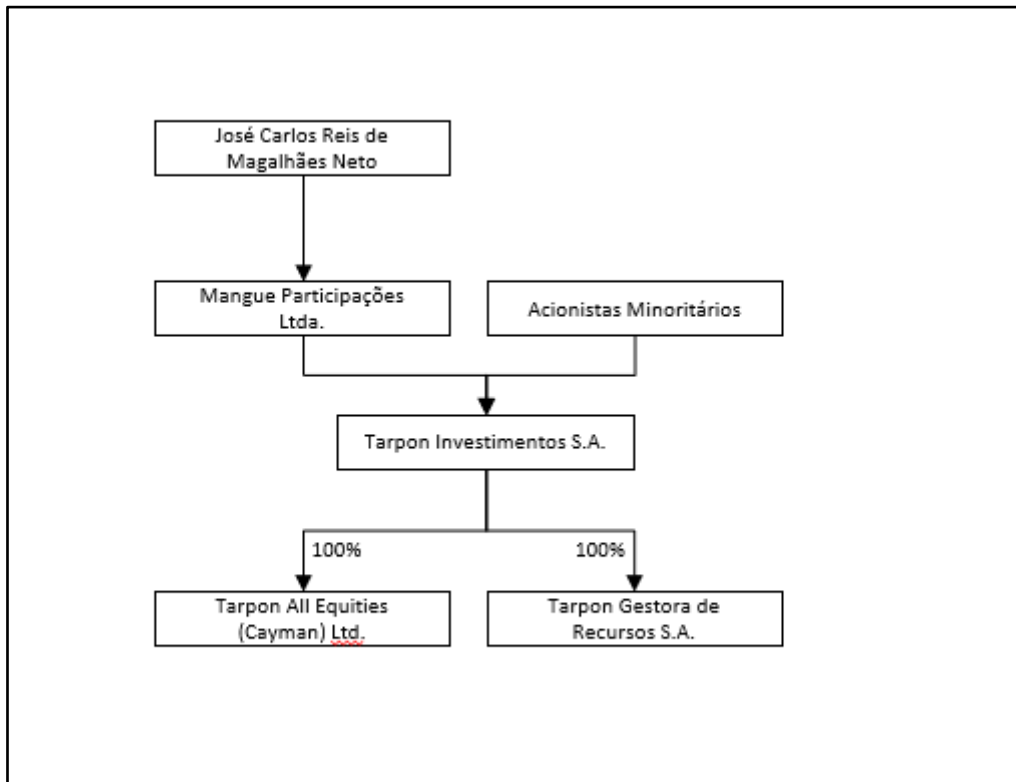 José Carlos Reis de
Magalhães Neto
Mangue Participações
Ltda.
Acionistas Minoritários
Tarpon Investimentos S.A.
100%
100%
Tarpon All Equities
(Cayman) Ltd.
Tarpon Gestora de
Recursos S.A.